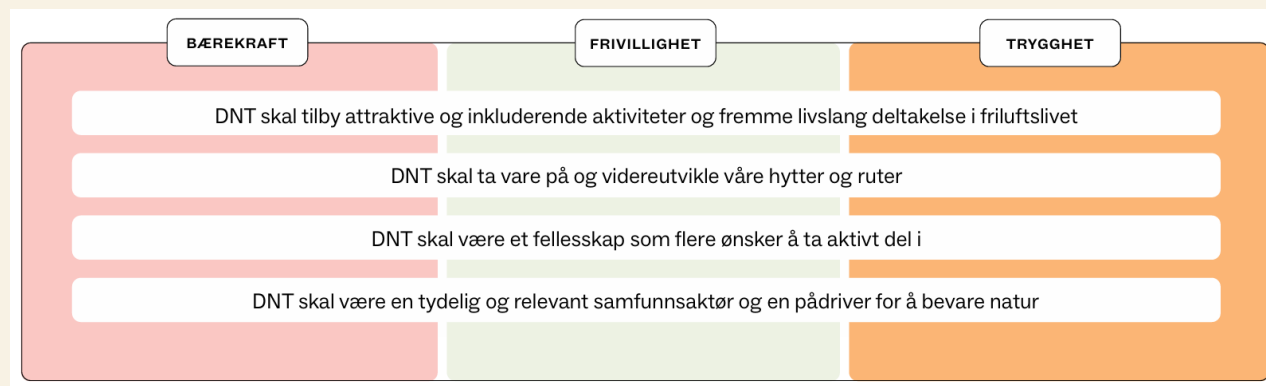 BÆREKRAFT
FRIVILLIGHET
TRYGGHET
DNT skal tilby attraktive og inkluderende aktiviteter og fremme livslang deltakelse i friluftslivet
DNT skal ta vare på og videreutvikle våre hytter og ruter
DNT skal være et fellesskap som flere ønsker å ta aktivt del i
DNT skal være en tydelig og relevant samfunnsaktør og en pådriver for å bevare natur